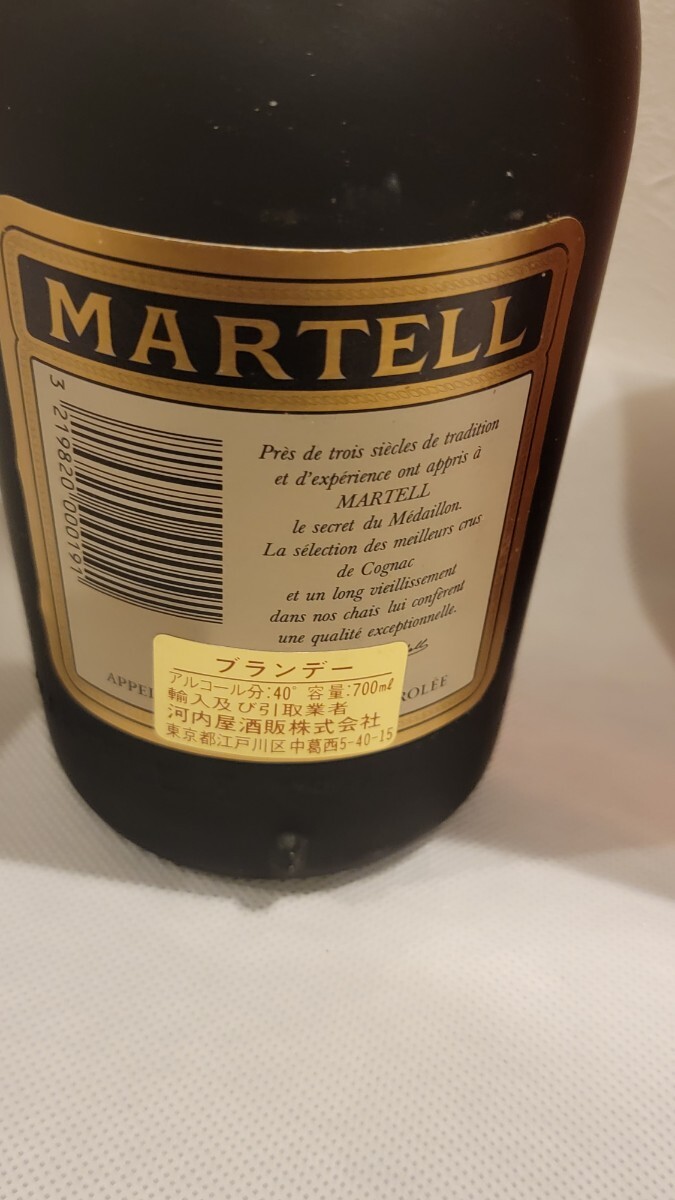 MARTELL
3 219820 000191
Près de trois siècles de tradition
et d'expérience ont appris à
MARTELL
le secret du Médaillon.
La sélection des meilleurs crus
de Cognac
et un long vieillissement
dans nos chais lui confèrent
une qualité exceptionnelle.
APPEL ROLÉE
ブランデー
アルコール分:40° 容量:700ml
輸入及び引取業者
河内屋酒販株式会社
東京都江戸川区中葛西5-40-15